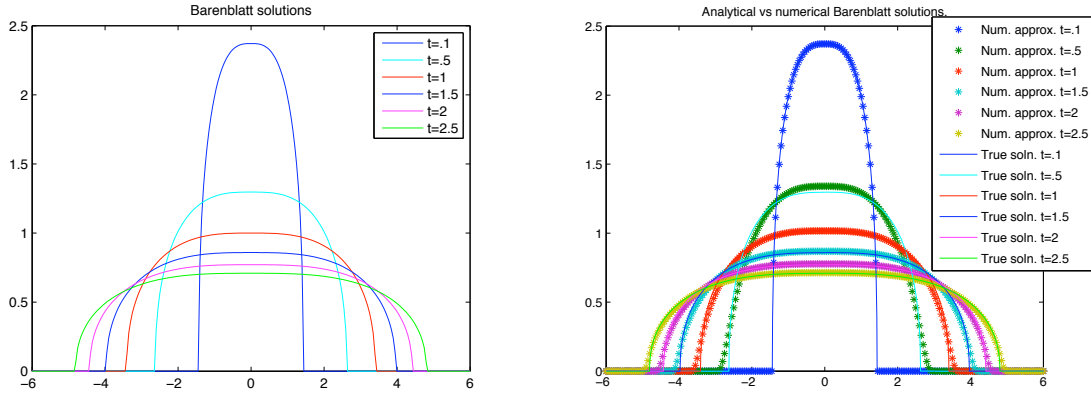 Barenblatt solutions
2.5
2
1.5
1
0.5
0
−6
−4
−2
0
2
4
6
t=.1
t=.5
t=1
t=1.5
t=2
t=2.5
Analytical vs numerical Barenblatt solutions.
2.5
2
1.5
1
0.5
0
−6
−4
−2
0
2
4
6
Num. approx. t=.1
Num. approx. t=.5
Num. approx. t=1
Num. approx. t=1.5
Num. approx. t=2
Num. approx. t=2.5
True soln. t=.1
True soln. t=.5
True soln. t=1
True soln. t=1.5
True soln. t=2
True soln. t=2.5